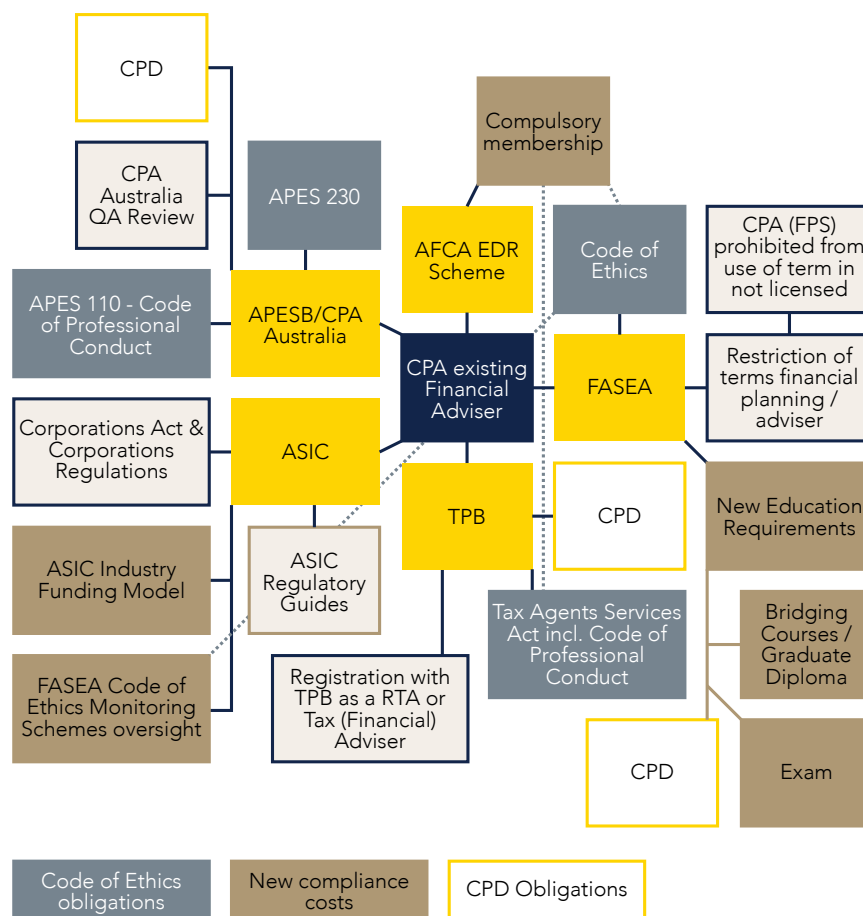 CPD
Compulsory
membership
CPA
Australia
QA Review
APES 230
AFCA EDR
Scheme
Code of
Ethics
CPA (FPS)
prohibited from
use of term in
not licensed
APES 110 - Code
of Professional
Conduct
APESB/CPA
Australia
CPA existing
Financial
Adviser
FASEA
Restriction of
terms financial
planning /
adviser
Corporations Act &
Corporations
Regulations
ASIC
TPB
CPD
New Education
Requirements
ASIC Industry
Funding Model
ASIC
Regulatory
Guides
Tax Agents Services
Act incl. Code of
Professional
Conduct
Bridging
Courses /
Graduate
Diploma
FASEA Code of
Ethics Monitoring
Schemes oversight
Registration with
TPB as a RTA or
Tax (Financial)
Adviser
CPD
Exam
Code of Ethics
obligations
New compliance
costs
CPD Obligations